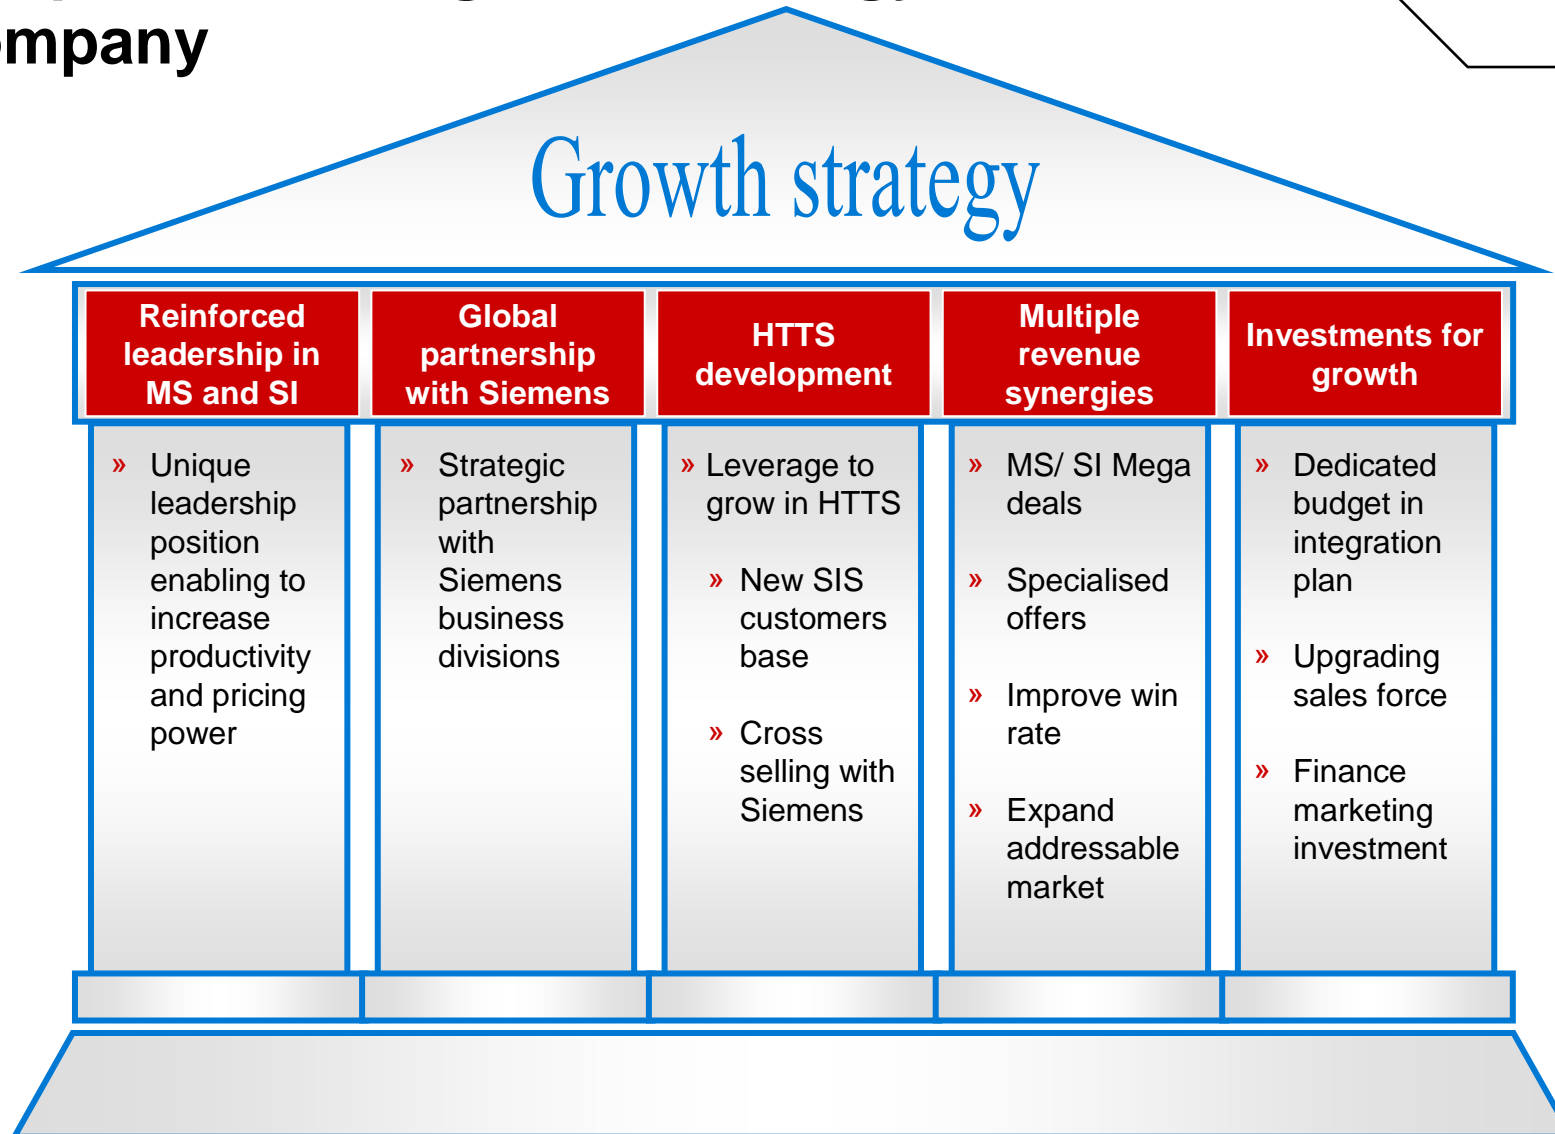 ompany
Growth strategy
Reinforced
leadership in
MS and SI
Global
partnership
with Siemens
HTTS
development
Multiple
revenue
synergies
Investments for
growth
» Unique
leadership
position
enabling to
increase
productivity
and pricing
power
» Strategic
partnership
with
Siemens
business
divisions
» Leverage to
grow in HTTS
» New SIS
customers
base
» Cross
selling with
Siemens
» MS/ SI Mega
deals
» Specialised
offers
» Improve win
rate
» Expand
addressable
market
» Dedicated
budget in
integration
plan
» Upgrading
sales force
» Finance
marketing
investment